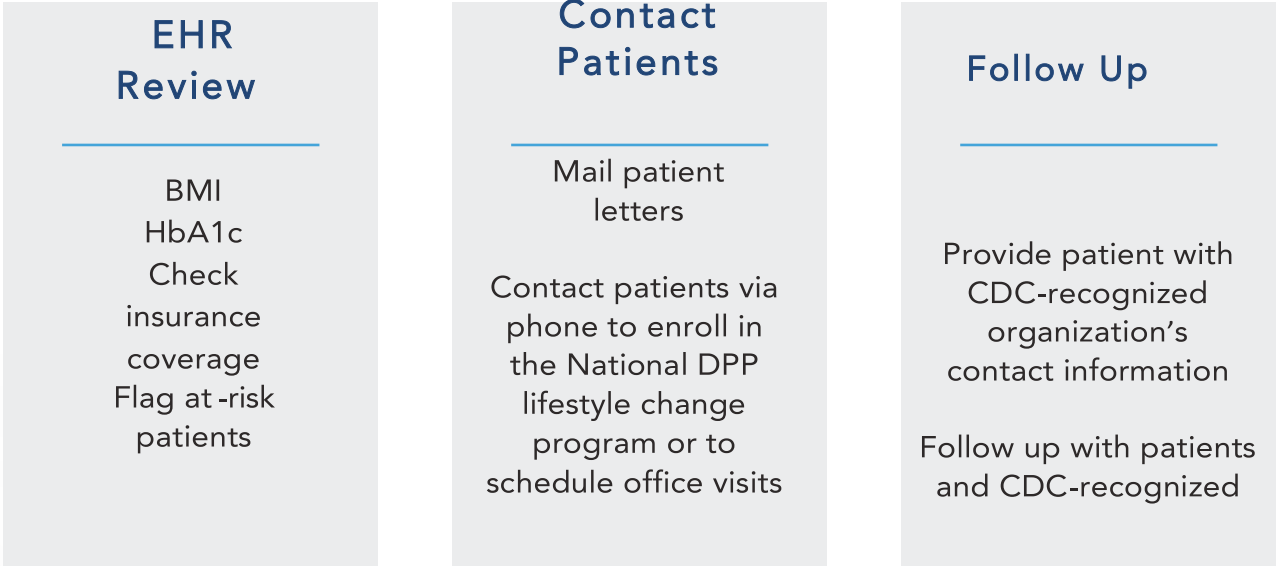 EHR
Review
BMI
HbA1c
Check
insurance
coverage
Flag at-risk
patients
Contact
Patients
Mail patient
letters
Contact patients via
phone to enroll in
the National DPP
lifestyle change
program or to
schedule office visits
Follow Up
Provide patient with
CDC-recognized
organization's
contact information
Follow up with patients
and CDC-recognized